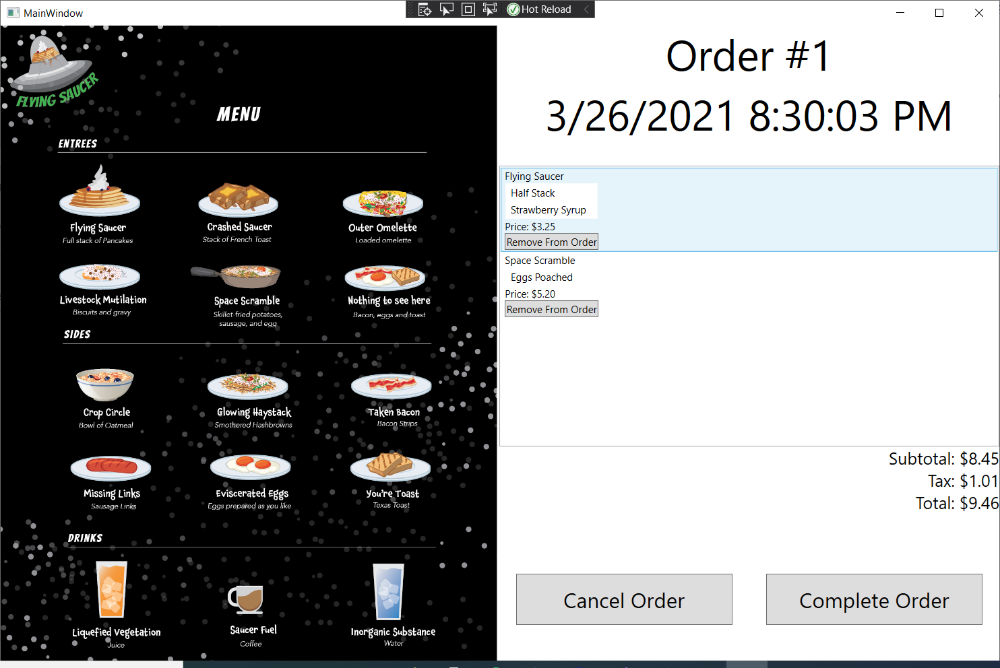 MainWindow
Hot Reload
FLYING SAUCER
MENU
ENTREES
Flying Saucer
Full stack of Pancakes
Crashed Saucer
Stack of French Toast
Outer Omelette
Loaded omelette
Livestock Mutilation
Biscuits and gravy
Space Scramble
Skillet fried potatoes,
sausage, and egg
Nothing to see here
Bacon, eggs and toast
SIDES
Crop Circle
Bowl of Oatmeal
Glowing Haystack
Smothered Hashbrowns
Taken Bacon
Bacon Strips
Missing Links
Sausage Links
Eviscerated Eggs
Eggs prepared as you like
You're Toast
Texas Toast
DRINKS
Liquefied Vegetation
Juice
Saucer Fuel
Coffee
Inorganic Substance
Water
Order #1
3/26/2021 8:30:03 PM
Flying Saucer
Half Stack
Strawberry Syrup
Price: $3.25
Remove From Order
Space Scramble
Eggs Poached
Price: $5.20
Remove From Order
Subtotal: $8.45
Tax: $1.01
Total: $9.46
Cancel Order
Complete Order